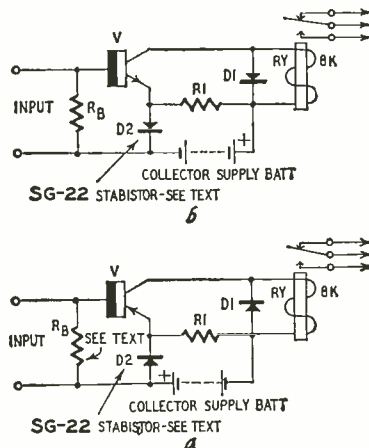 V
D1
RY
8K
INPUT
RB
R1
D2
+
COLLECTOR SUPPLY BATT
SG-22 STABISTOR-SEE TEXT
b
V
D1
RY
8K
RB
SEE TEXT
INPUT
R1
D2
+
COLLECTOR SUPPLY BATT
SG-22 STABISTOR-SEE TEXT
a